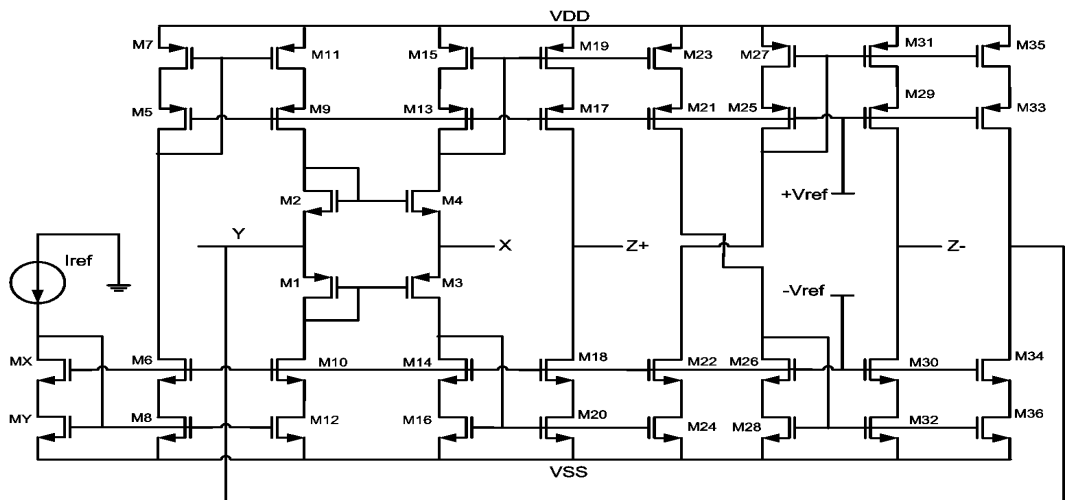 VDD
M7 M11 M15 M19 M23 M27 M31 M35
M5 M9 M13 M17 M21 M25 M29 M33
M2 M4 +Vref
Y X Z+ Z-
Iref M1 M3 -Vref
MX M6 M10 M14 M18 M22 M26 M30 M34
MY M8 M12 M16 M20 M24 M28 M32 M36
VSS